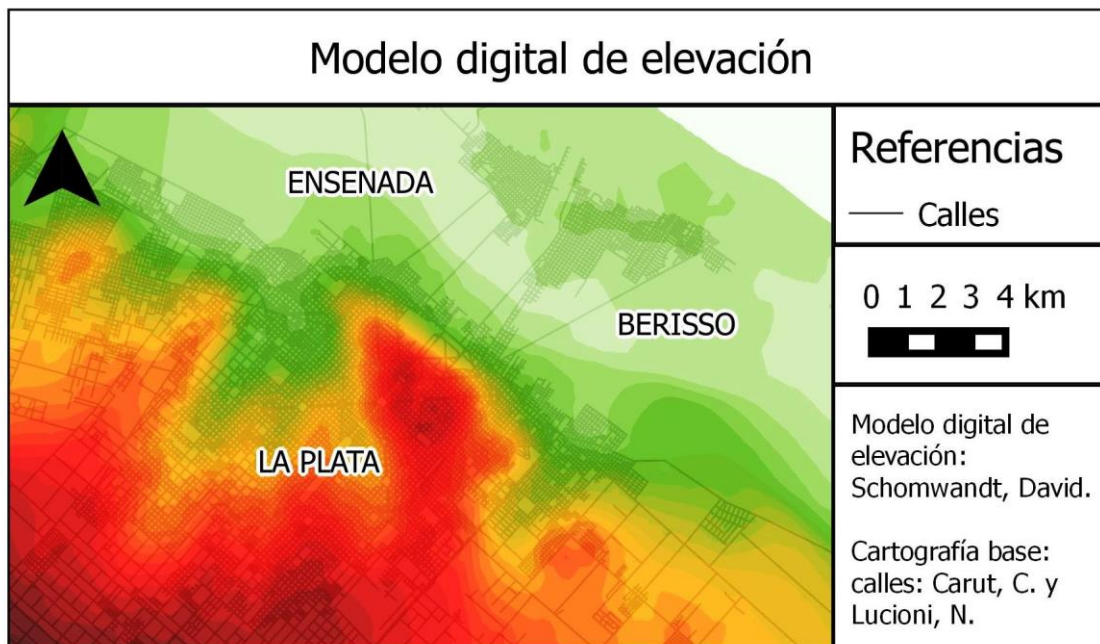 Modelo digital de elevación
ENSENADA
BERISSO
LA PLATA
Referencias
Calles
0 1 2 3 4 km
Modelo digital de
elevación:
Schomwandt, David.
Cartografía base:
calles: Carut, C. y
Lucioni, N.